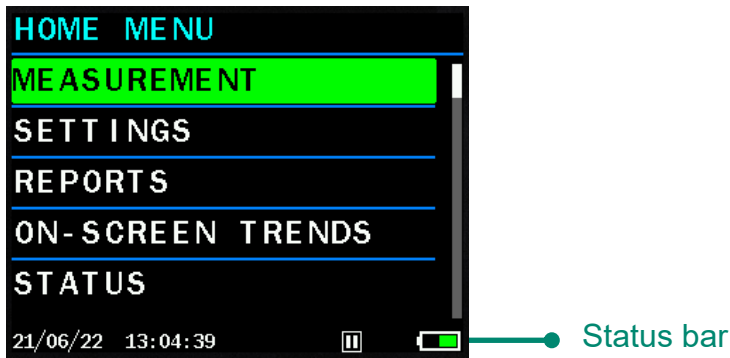 HOME MENU
MEASUREMENT
SETTINGS
REPORTS
ON-SCREEN TRENDS
STATUS
21/06/22 13:04:39
Status bar